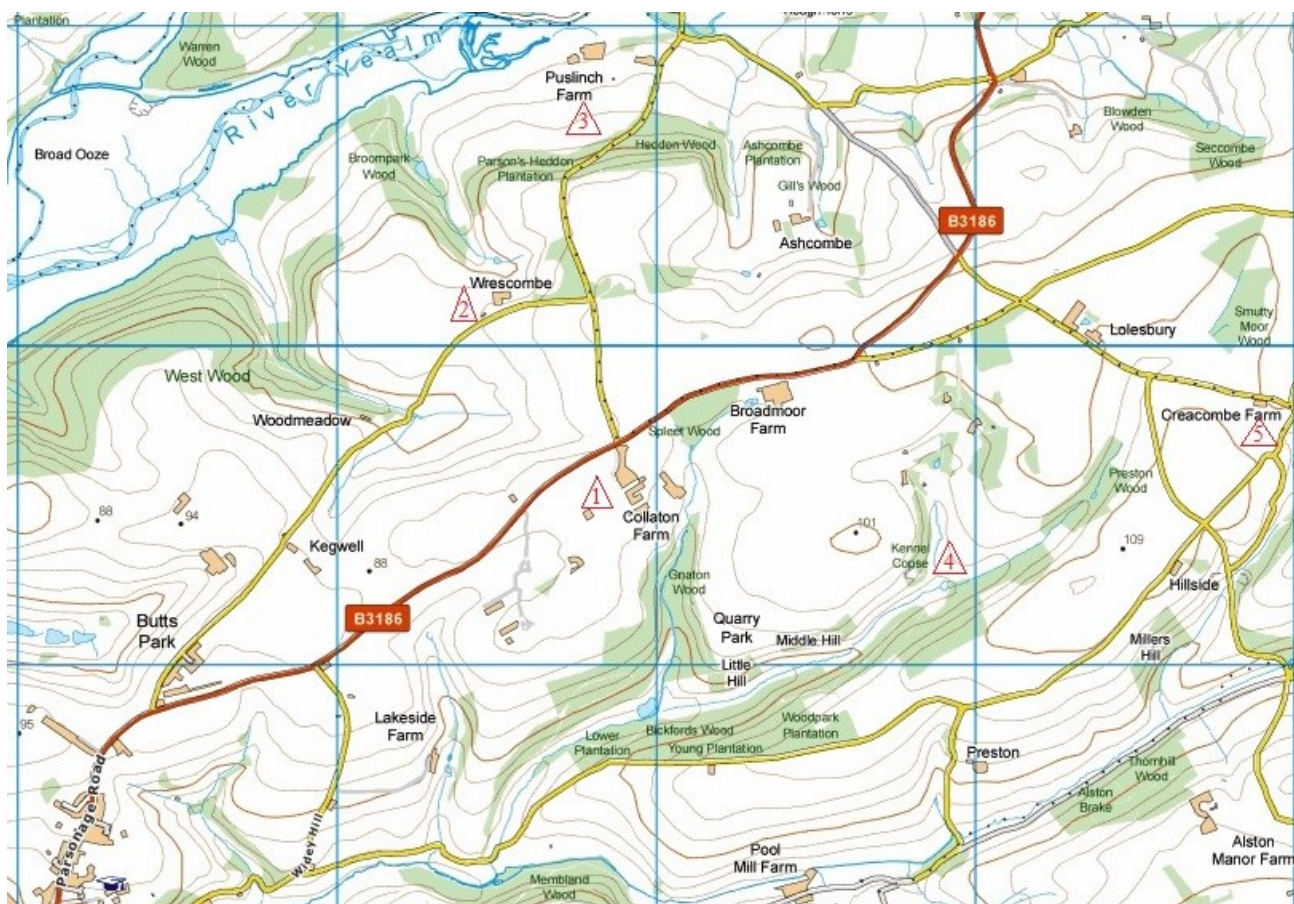 Plantation
Warren
Wood
River Yealm
Puslinch
Farm
3
Broad Ooze
Broompark
Wood
Parson's Hedden
Plantation
Hedden Wood
Ashcombe
Plantation
Gill's Wood
Ashcombe
Blowden
Wood
Seccombe
Wood
B3186
Wrescombe
2
Lolesbury
Smutty
Moor
Wood
West Wood
Woodmeadow
Broadmoor
Farm
Spleet Wood
Creacombe Farm
5
1
Collaton
Farm
Preston
Wood
88
94
Kegwell
88
101
109
Kennel
Copse
4
Gnaton
Wood
Hillside
B3186
Butts
Park
Quarry
Park
Middle Hill
Millers
Hill
Little
Hill
95
Lakeside
Farm
Lower
Plantation
Bickfords Wood
Young Plantation
Woodpark
Plantation
Preston
Thornhill
Wood
Alston
Brake
Parsonage Road
Widey Hill
Pool
Mill Farm
Alston
Manor Farm
Membland
Wood